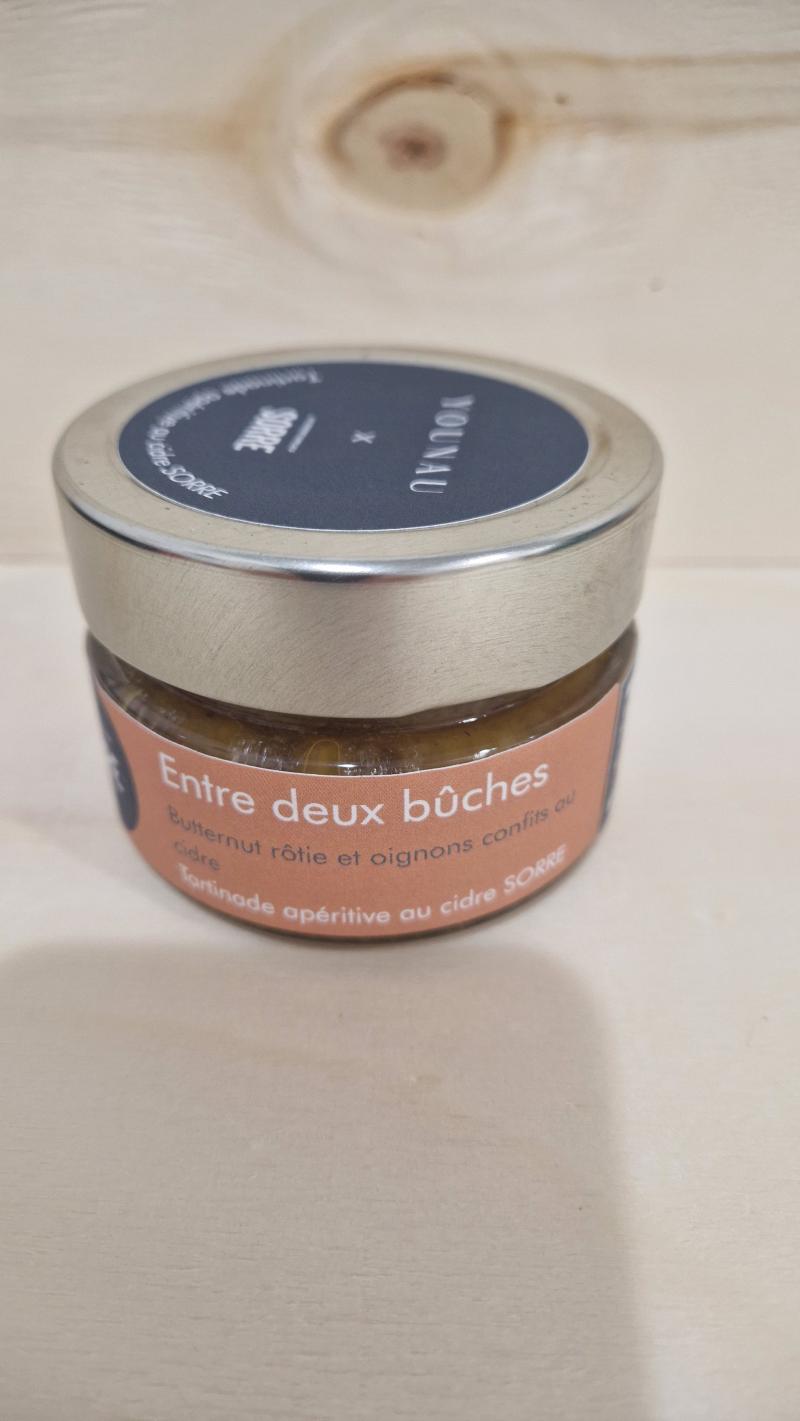 YOUNAU
x
SORRE
Tartinade apéritive au cidre SORRE
Entre deux bûches
Butternut rôtie et oignons confits au
cidre
Tartinade apéritive au cidre SORRE